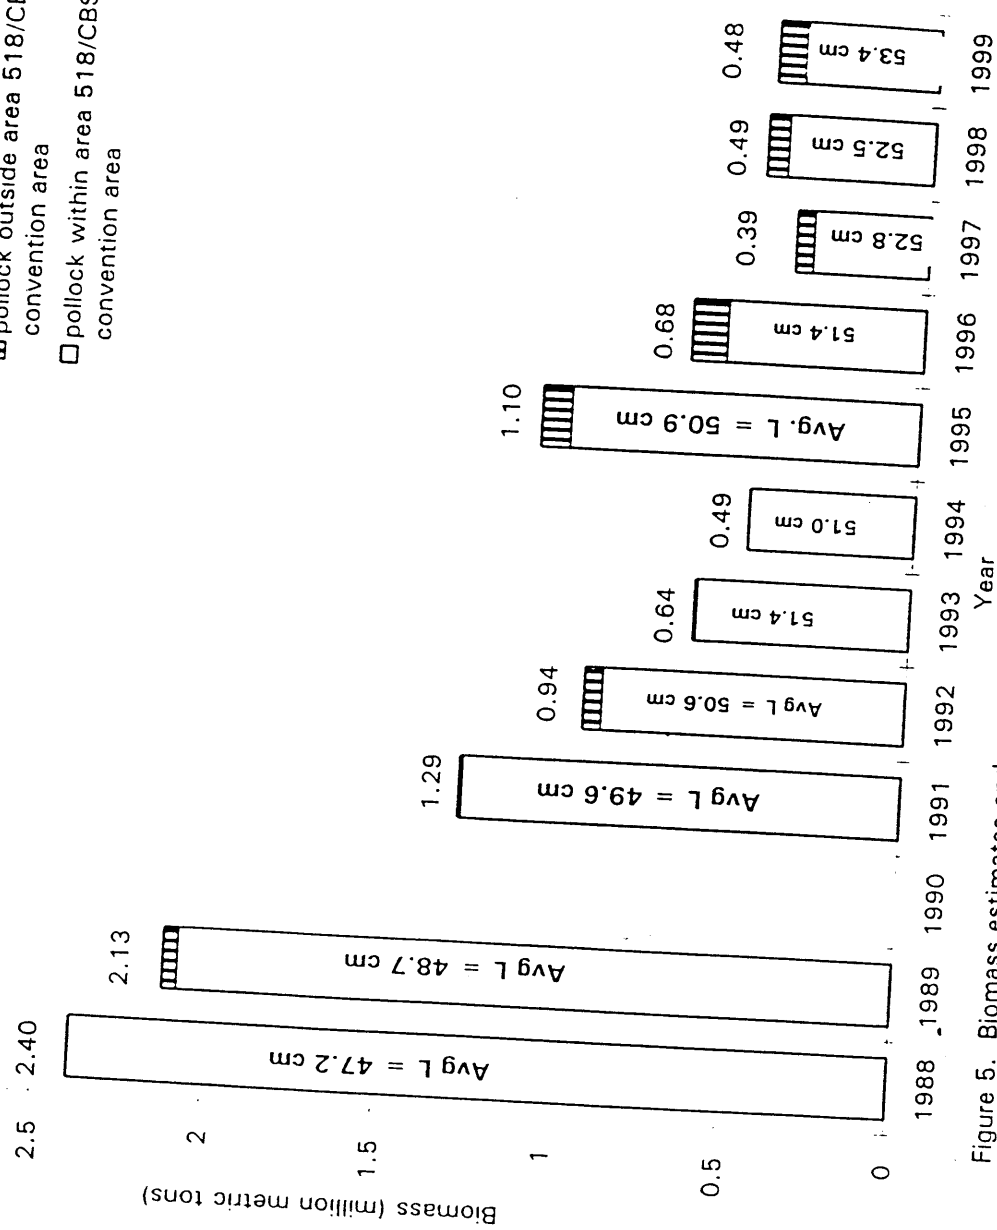 pollock outside area 518/CB
convention area
pollock within area 518/CBS
convention area
Biomass (million metric tons)
2.5
2
1.5
1
0.5
0
2.40
2.13
1.29
0.94
0.64
0.49
1.10
0.68
0.39
0.49
0.48
Avg L = 47.2 cm
Avg L = 48.7 cm
Avg L = 49.6 cm
Avg L = 50.6 cm
51.4 cm
51.0 cm
Avg. L = 50.9 cm
51.4 cm
52.8 cm
52.5 cm
53.4 cm
1988
1989
1990
1991
1992
1993
1994
1995
1996
1997
1998
1999
Year
Figure 5. Biomass estimates and